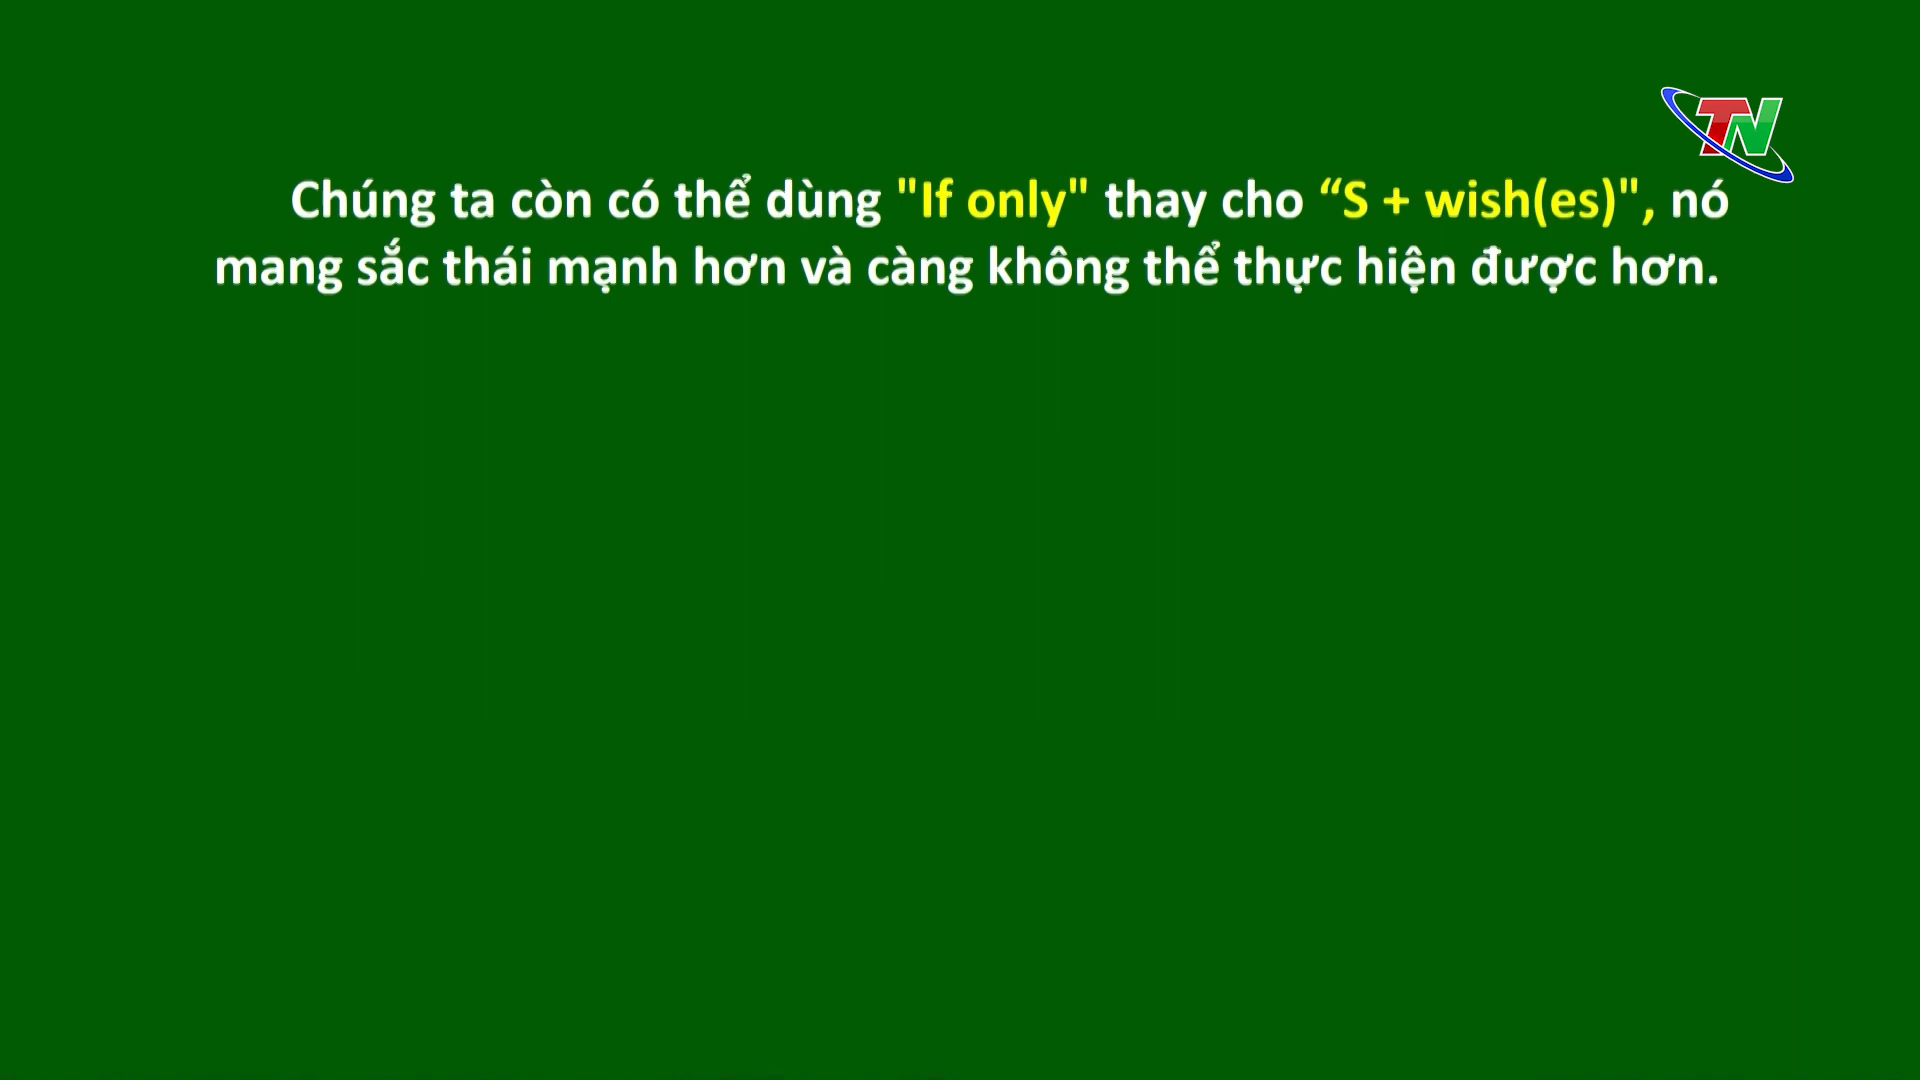 TN
Chúng ta còn có thể dùng "If only" thay cho “S + wish(es)", nó
mang sắc thái mạnh hơn và càng không thể thực hiện được hơn.